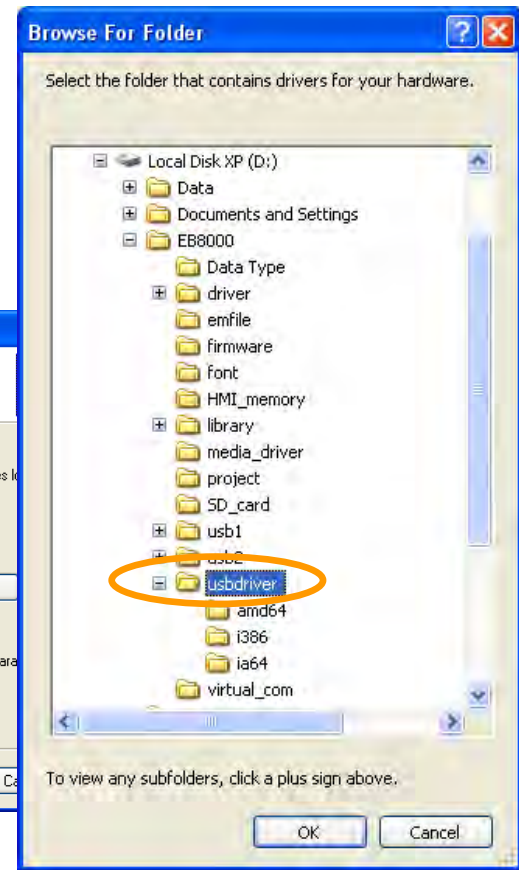 Browse For Folder
Select the folder that contains drivers for your hardware.
Local Disk XP (D:)
Data
Documents and Settings
EB8000
Data Type
driver
emfile
firmware
font
HMI_memory
library
media_driver
project
SD_card
usb1
usb2
usbdriver
amd64
i386
ia64
virtual_com
To view any subfolders, click a plus sign above.
OK
Cancel